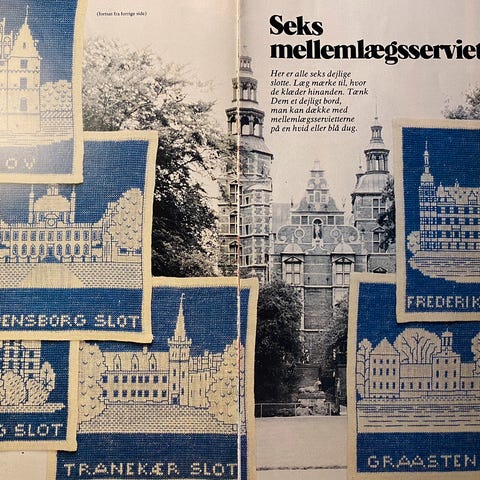 (fortsat fra forrige side)
Seks
mellemlægsserviet
Her er alle seks dejlige
slotte. Læg mærke til, hvor
de klæder hinanden. Tænk
Dem et dejligt bord,
man kan dække med
mellemlægsservietterne
på en hvid eller blå dug.
OV
DENSBORG SLOT
FREDERIK
G SLOT
TRANEKÆR SLOT
GRAASTEN